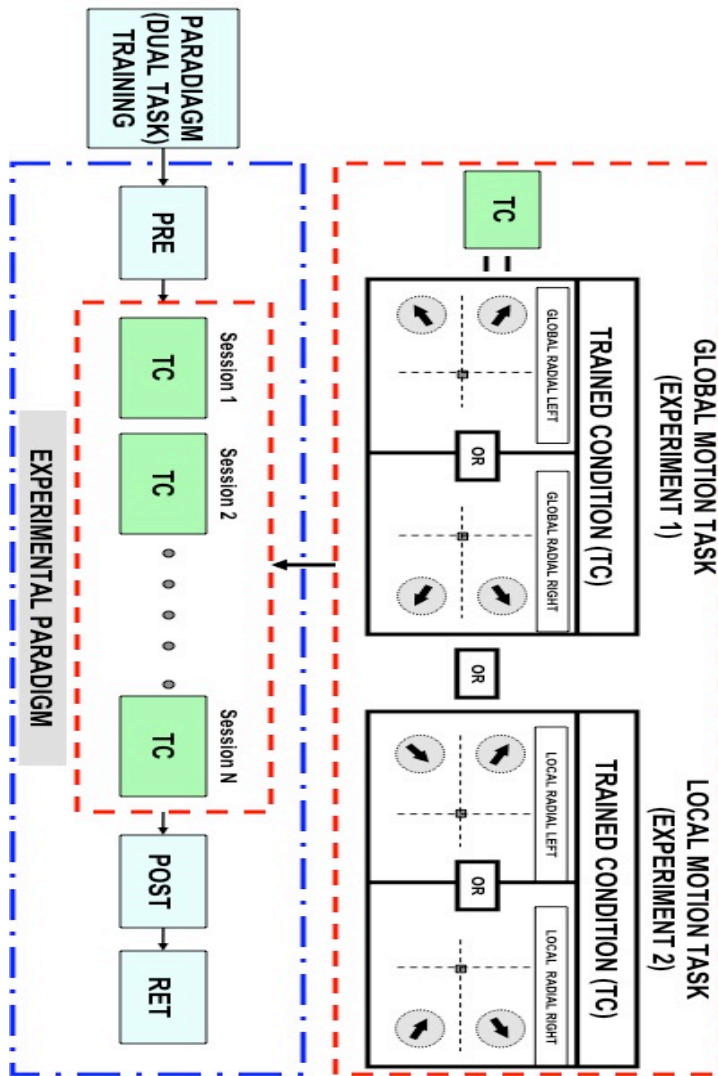 GLOBAL MOTION TASK
(EXPERIMENT 1)
LOCAL MOTION TASK
(EXPERIMENT 2)
TRAINED CONDITION (TC)
TRAINED CONDITION (TC)
GLOBAL RADIAL LEFT
GLOBAL RADIAL RIGHT
LOCAL RADIAL LEFT
LOCAL RADIAL RIGHT
TC
=
OR
OR
OR
Session 1
Session 2
Session N
PARADIAGM
(DUAL TASK)
TRAINING
PRE
TC
TC
TC
POST
RET
EXPERIMENTAL PARADIGM